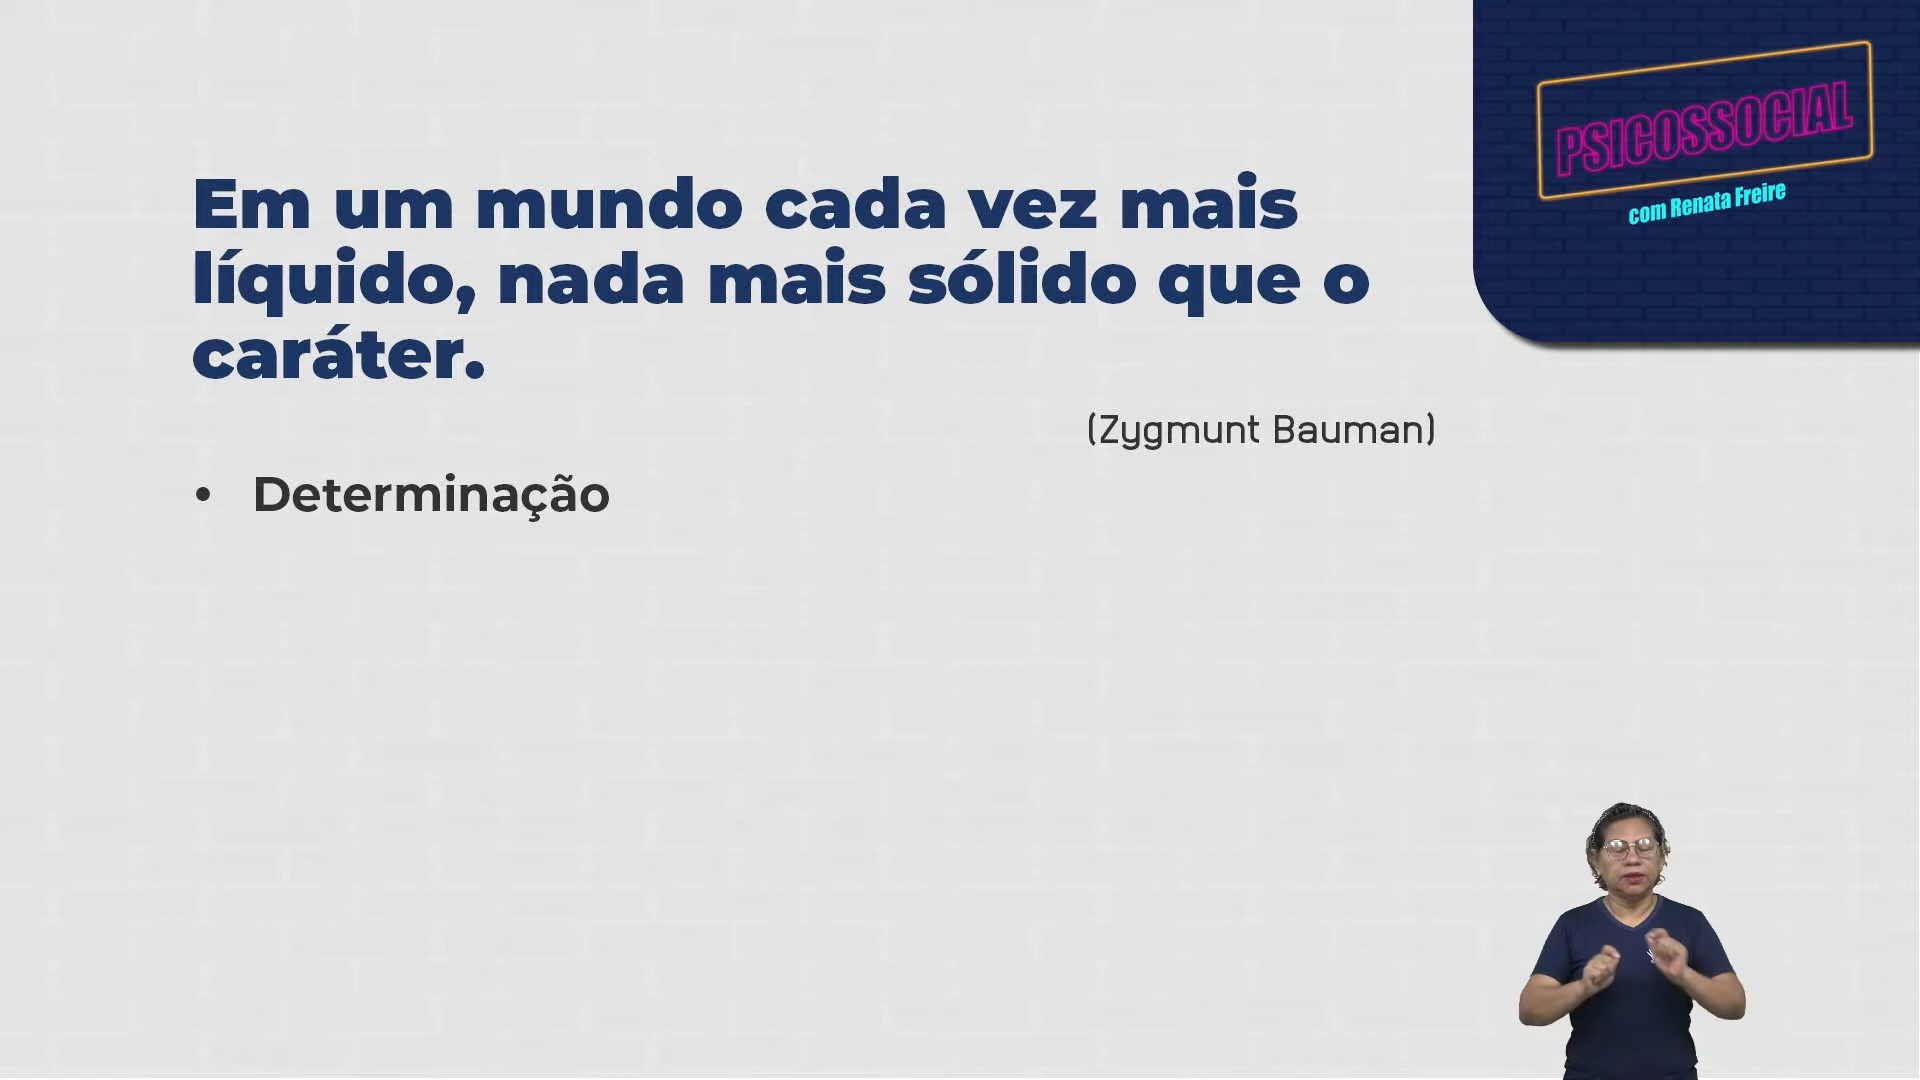 PSICOSSOCIAL
com Renata Freire
Em um mundo cada vez mais
líquido, nada mais sólido que o
caráter.
(Zygmunt Bauman)
• Determinação